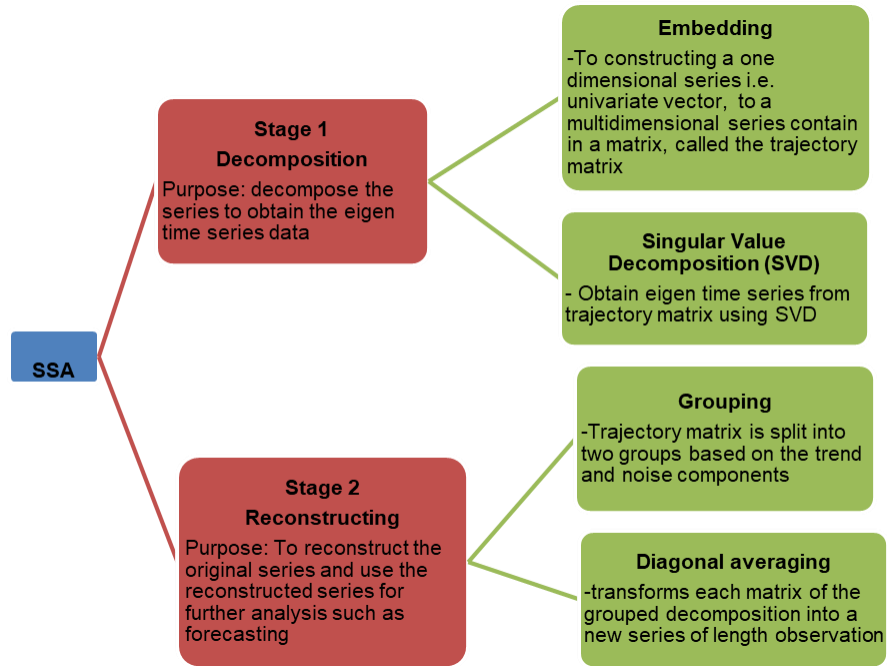 SSA
Stage 1
Decomposition
Purpose: decompose the
series to obtain the eigen
time series data
Embedding
-To constructing a one
dimensional series i.e.
univariate vector, to a
multidimensional series contain
in a matrix, called the trajectory
matrix
Singular Value
Decomposition (SVD)
- Obtain eigen time series from
trajectory matrix using SVD
Stage 2
Reconstructing
Purpose: To reconstruct the
original series and use the
reconstructed series for
further analysis such as
forecasting
Grouping
-Trajectory matrix is split into
two groups based on the trend
and noise components
Diagonal averaging
-transforms each matrix of the
grouped decomposition into a
new series of length observation